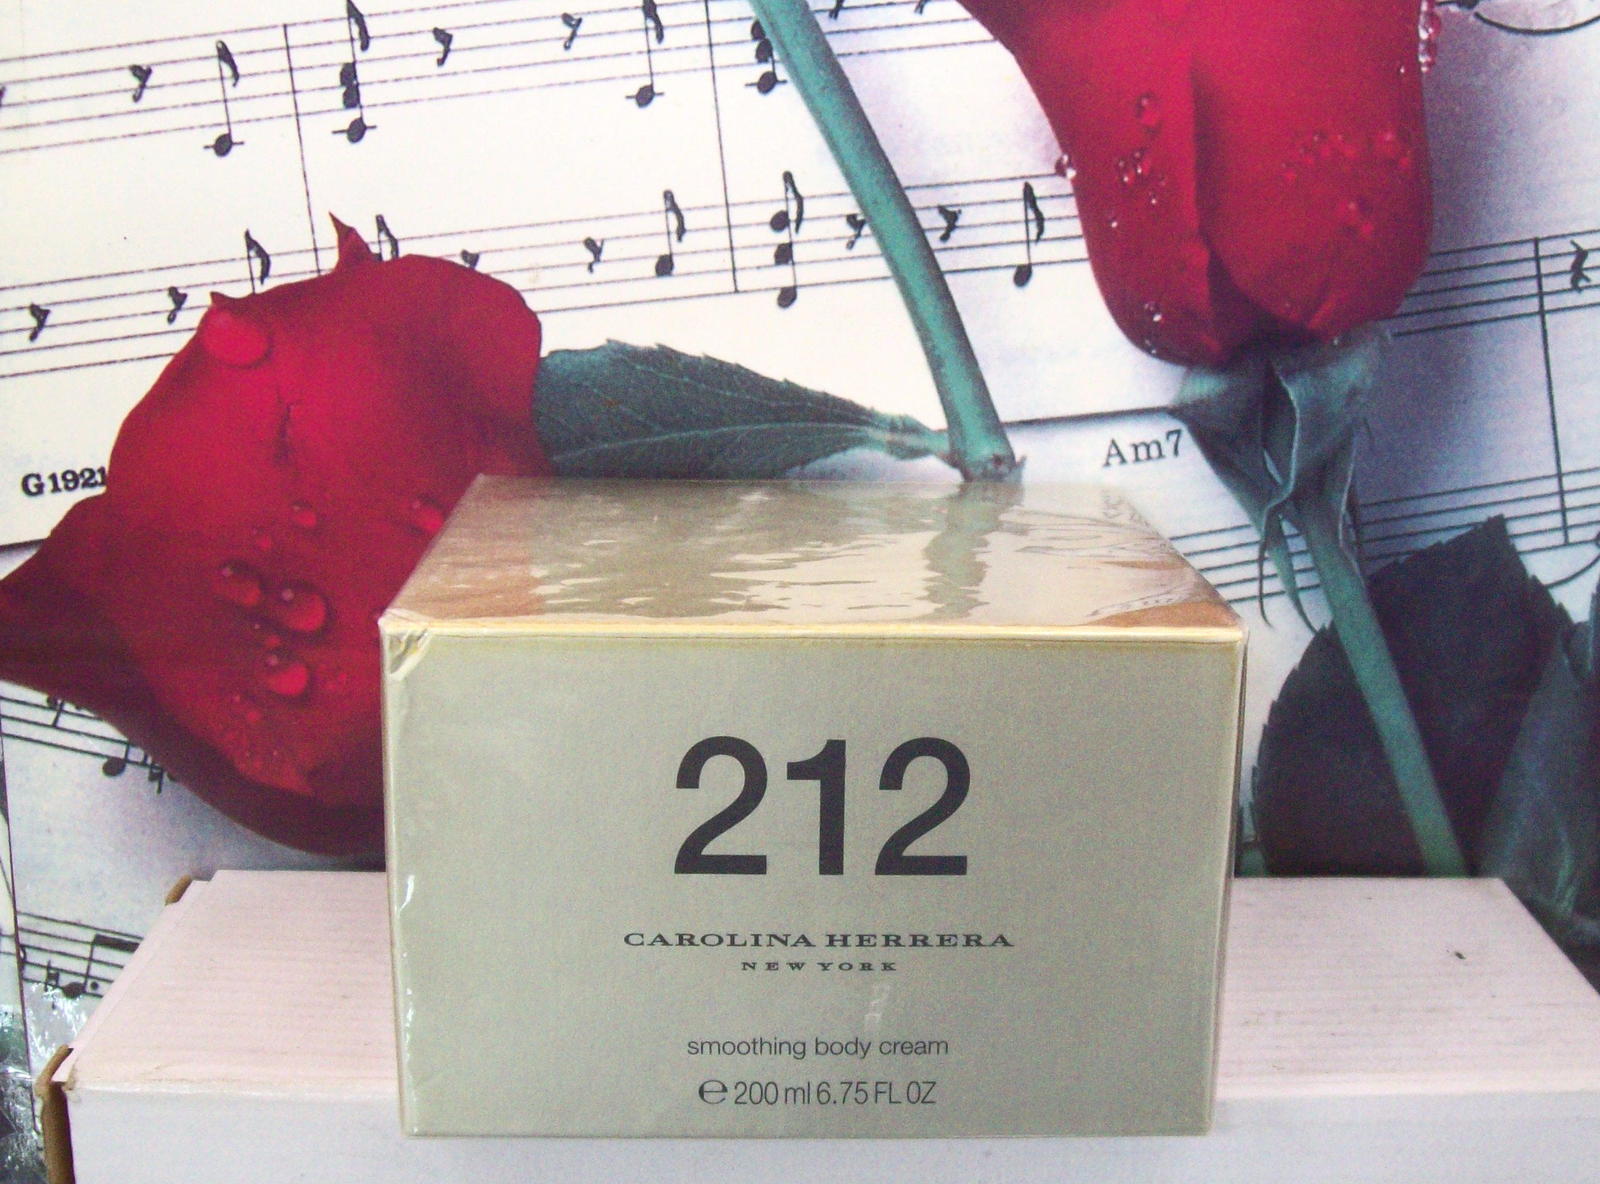 G1921
Am7
212
CAROLINA HERRERA
NEW YORK
smoothing body cream
℮ 200 ml 6.75 FL OZ